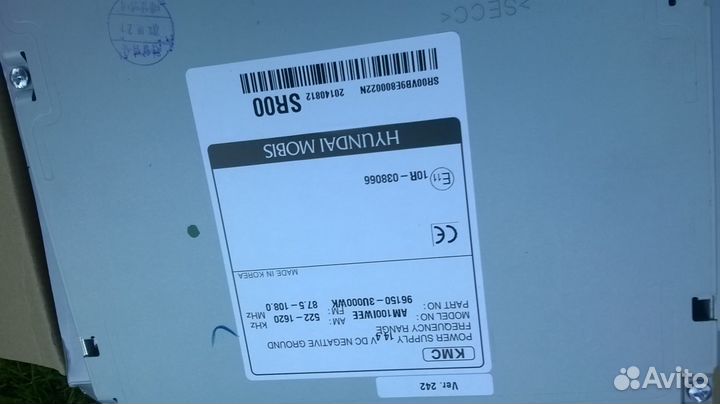 Ver. 242
KMC
POWER SUPPLY 14.4V DC NEGATIVE GROUND
FREQUENCY RANGE
MODEL NO: AM100IWEE AM: 522-1620 kHz
PART NO: 96150-3U000WK FM: 87.5-108.0 MHz
MADE IN KOREA
CE
E11 10R-038066
HYUNDAI MOBIS
SR00
20140812
SR00VB9E800022N
>SECC<
Avito